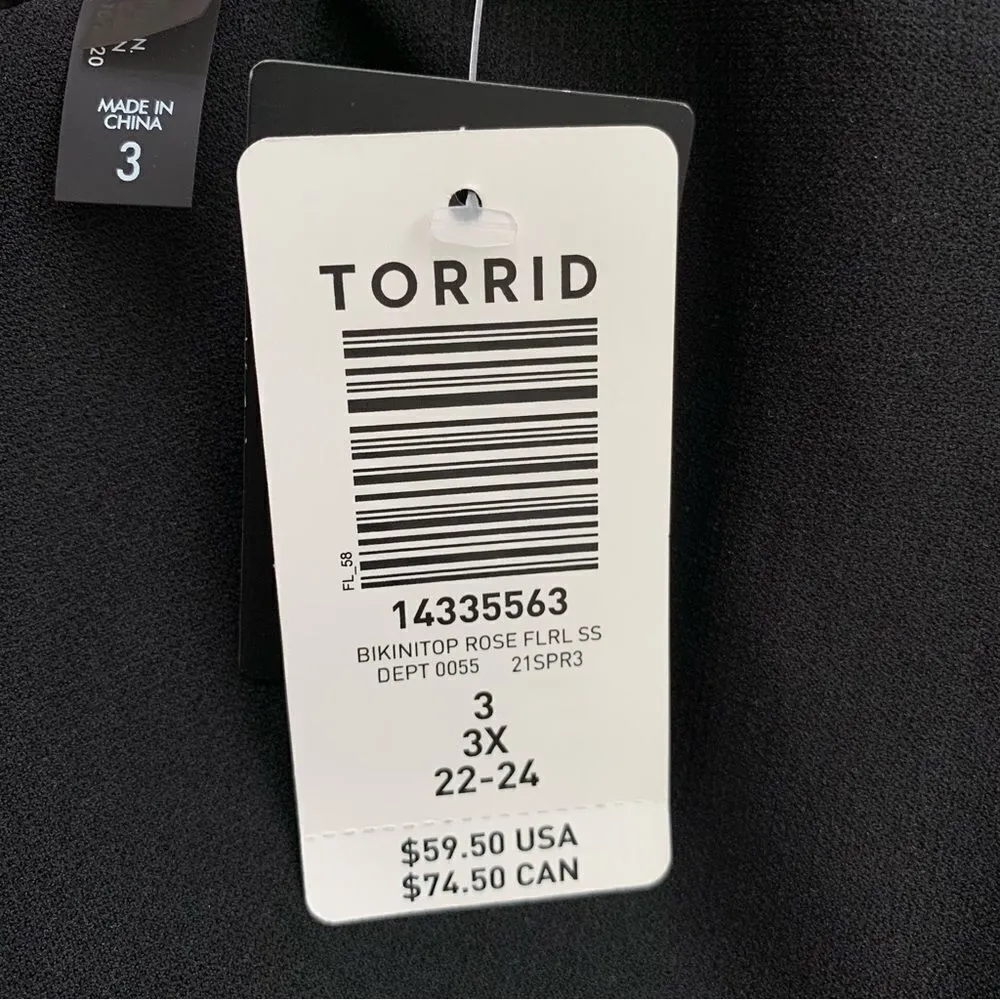 20
MADE IN
CHINA
3
TORRID
FL_58
14335563
BIKINITOP ROSE FLRL SS
DEPT 0055 21SPR3
3
3X
22-24
$59.50 USA
$74.50 CAN